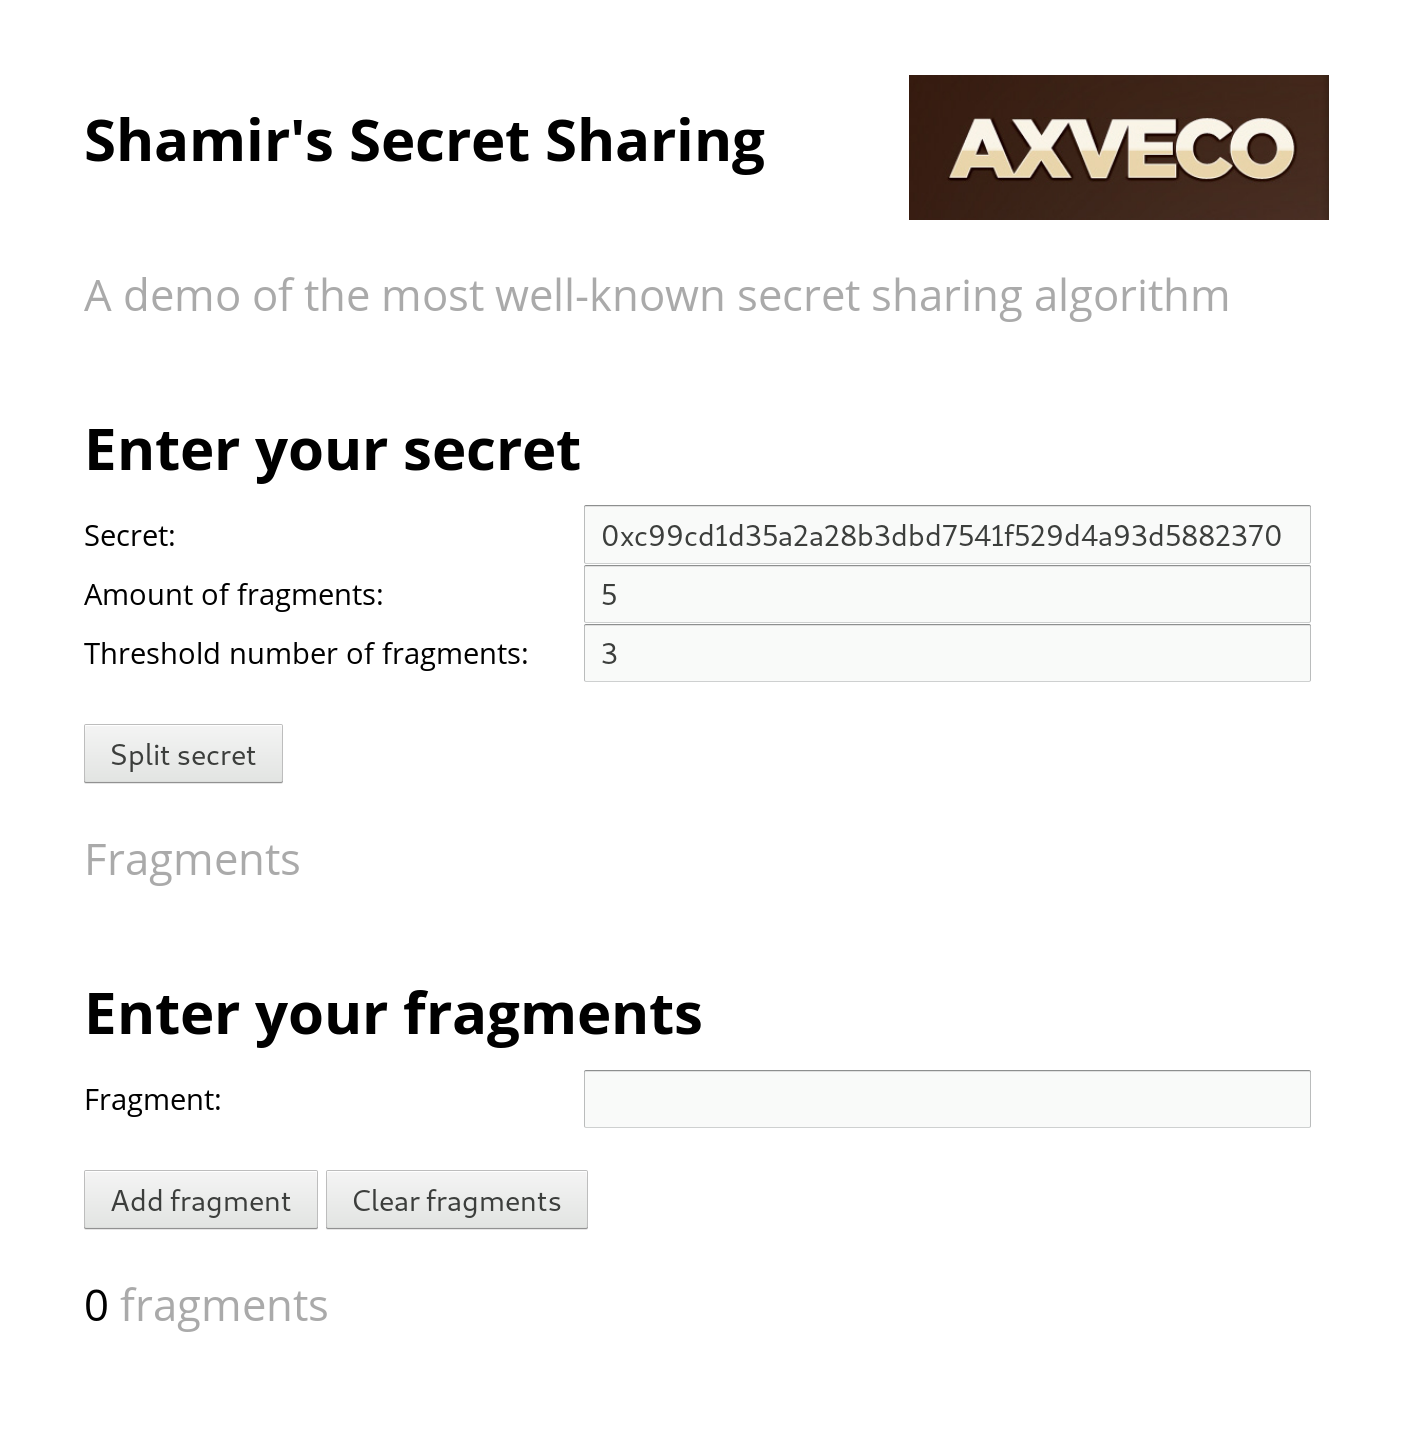 Shamir's Secret Sharing
AXVECO
A demo of the most well-known secret sharing algorithm
Enter your secret
Secret: 0xc99cd1d35a2a28b3dbd7541f529d4a93d5882370
Amount of fragments: 5
Threshold number of fragments: 3
Split secret
Fragments
Enter your fragments
Fragment:
Add fragment Clear fragments
0 fragments